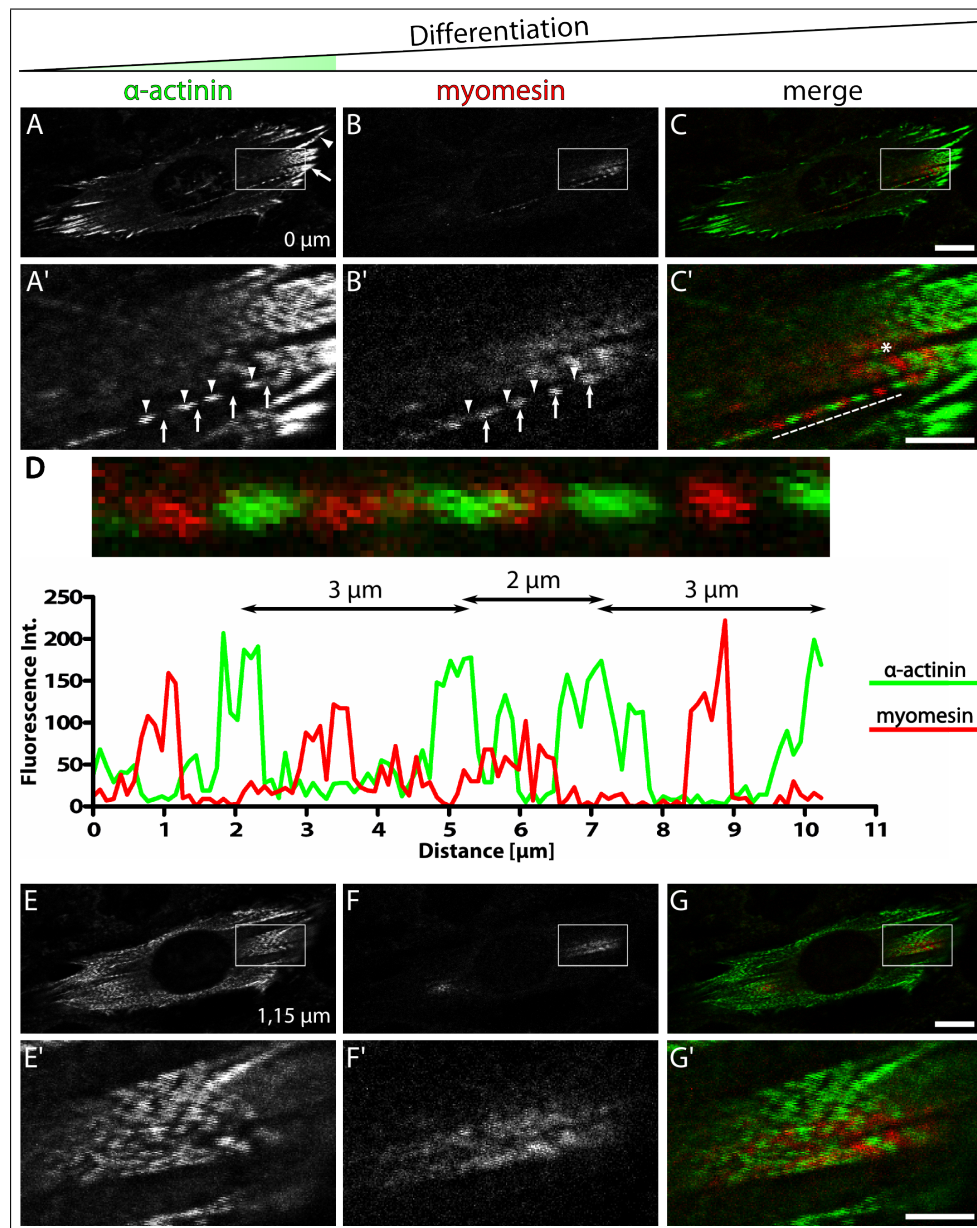 Differentiation
α-actinin myomesin merge
A B C
0 µm
A' B' C'
*
D
3 µm 2 µm 3 µm
250
200
150
100
50
0
Fluorescence Int.
0 1 2 3 4 5 6 7 8 9 10 11
Distance [µm]
α-actinin
myomesin
E F G
1,15 µm
E' F' G'